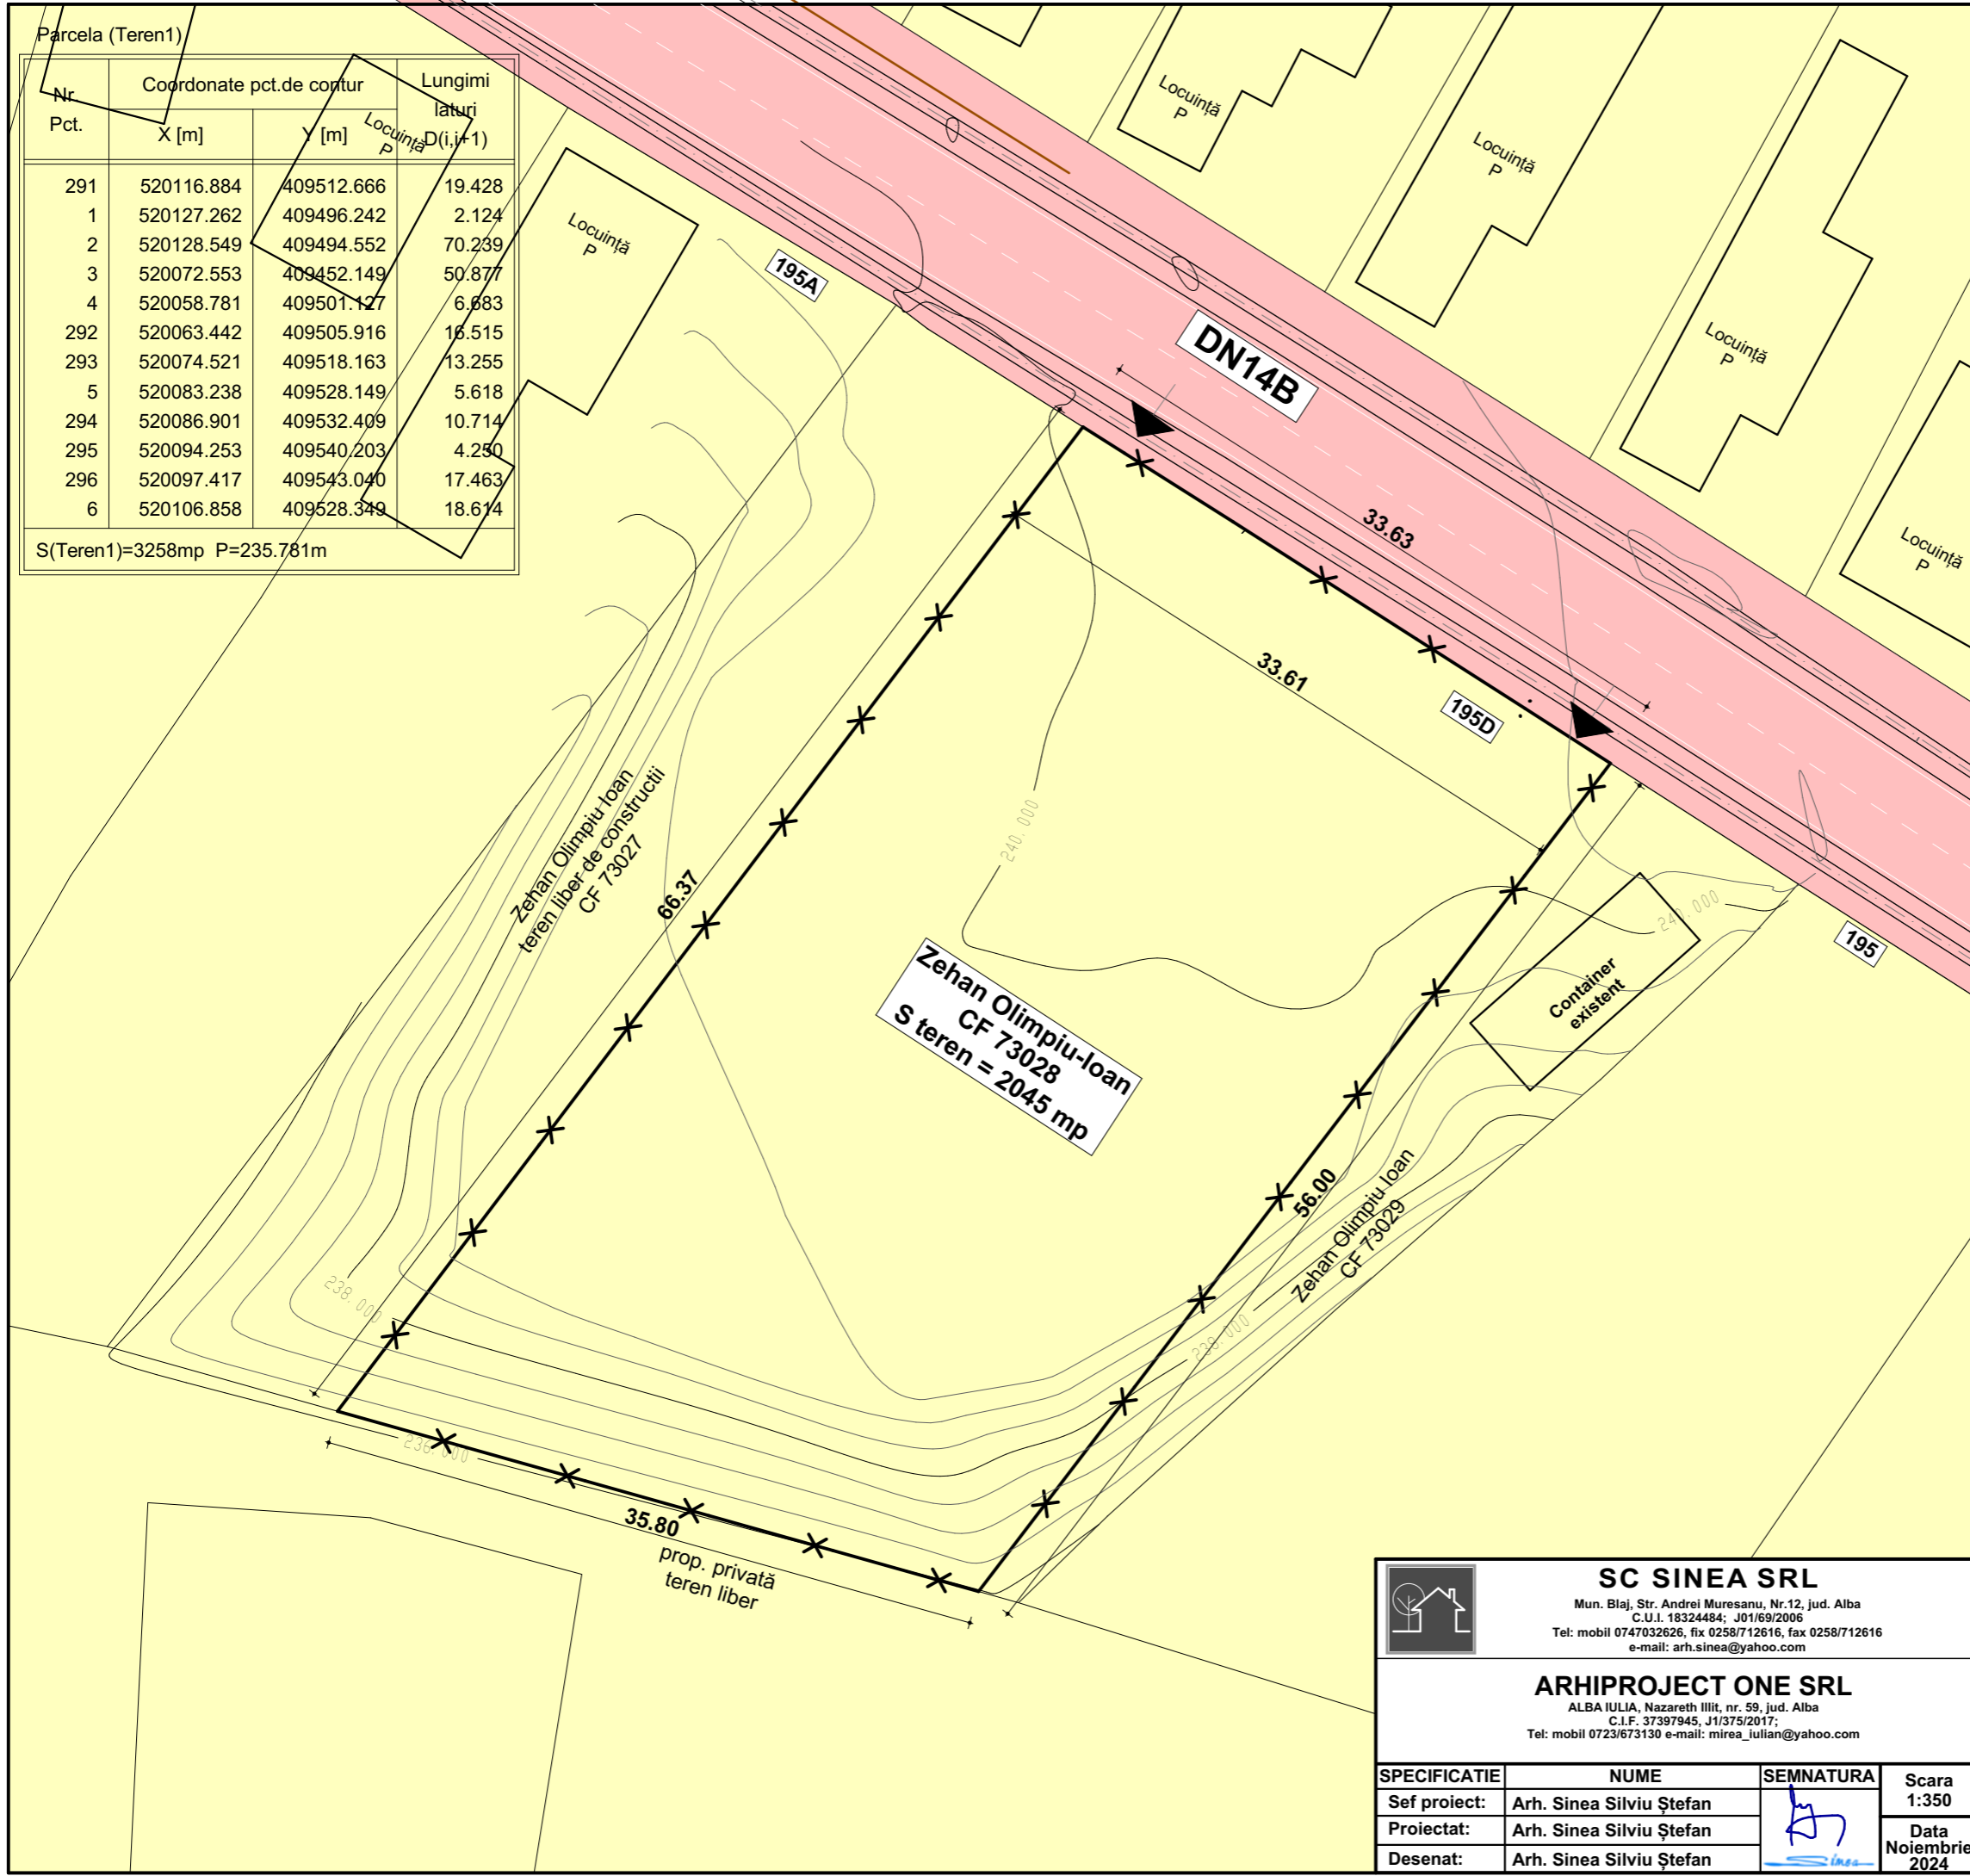 Parcela (Teren1)
Nr. Pct.
Coordonate pct.de contur
Lungimi laturi D(i,i+1)
X [m] Y [m]
291 520116.884 409512.666 19.428
1 520127.262 409496.242 2.124
2 520128.549 409494.552 70.239
3 520072.553 409452.149 50.877
4 520058.781 409501.127 6.683
292 520063.442 409505.916 16.515
293 520074.521 409518.163 13.255
5 520083.238 409528.149 5.618
294 520086.901 409532.409 10.714
295 520094.253 409540.203 4.250
296 520097.417 409543.040 17.463
6 520106.858 409528.349 18.614
S(Teren1)=3258mp P=235.781m
Locuință
P
Locuință
P
Locuință
P
Locuință
P
Locuință
P
Locuință
P
195A
DN14B
33.63
33.61
195D
195
240.000
240.000
Zehan Olimpiu Ioan
teren liber de constructii
CF 73027
66.37
Zehan Olimpiu-Ioan
CF 73028
S teren = 2045 mp
Container
existent
56.00
Zehan Olimpiu Ioan
CF 73029
238.000
238.000
236.000
35.80
prop. privată
teren liber
SC SINEA SRL
Mun. Blaj, Str. Andrei Muresanu, Nr.12, jud. Alba
C.U.I. 18324484; J01/69/2006
Tel: mobil 0747032626, fix 0258/712616, fax 0258/712616
e-mail: arh.sinea@yahoo.com
ARHIPROJECT ONE SRL
ALBA IULIA, Nazareth Illit, nr. 59, jud. Alba
C.I.F. 37397945, J1/375/2017;
Tel: mobil 0723/673130 e-mail: mirea_iulian@yahoo.com
SPECIFICATIE NUME SEMNATURA
Sef proiect: Arh. Sinea Silviu Ștefan
Proiectat: Arh. Sinea Silviu Ștefan
Desenat: Arh. Sinea Silviu Ștefan
Sinea
Scara
1:350
Data
Noiembrie
2024